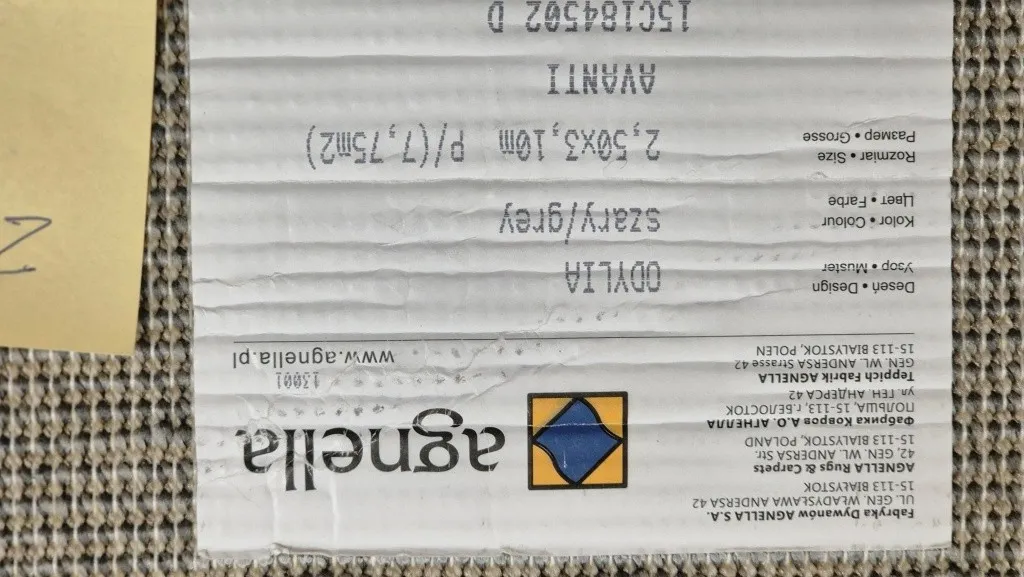 Fabryka Dywanów AGNELLA S.A.
UL. GEN. WŁADYSŁAWA ANDERSA 42
15-113 BIAŁYSTOK
AGNELLA Rugs & Carpets
42, GEN. WL. ANDERSA Str.
15-113 BIALYSTOK, POLAND
Фабрика Ковров А.О. АГНЕЛЛА
ПОЛЬША, 15-113, г.БЕЛОСТОК
ул. ГЕН. АНДЕРСА 42
Teppich Fabrik AGNELLA
GEN. WL. ANDERSA Strasse 42
15-113 BIALYSTOK, POLEN
agnella
13001
www.agnella.pl
Deseń • Design
Узор • Muster
ODYLIA
Kolor • Colour
Цвет • Farbe
szary/grey
Rozmiar • Size
Размер • Grosse
2,50x3,10m P/(7,75m2)
AVANTI
15C184502 D